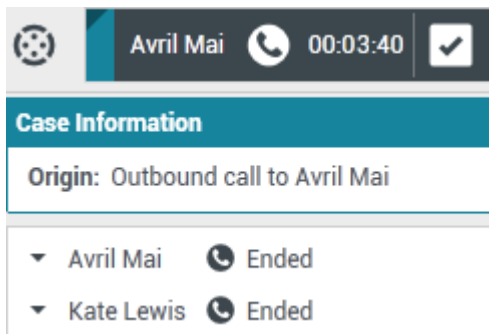 Avril Mai 00:03:40
Case Information
Origin: Outbound call to Avril Mai
Avril Mai Ended
Kate Lewis Ended